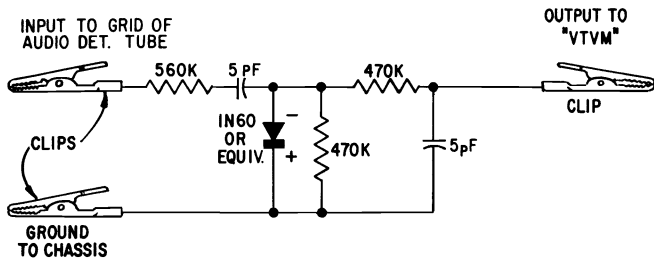 INPUT TO GRID OF
AUDIO DET. TUBE
560K
5 pF
470K
OUTPUT TO
"VTVM"
CLIP
CLIPS
IN60
OR
EQUIV.
–
+
470K
5pF
GROUND
TO CHASSIS